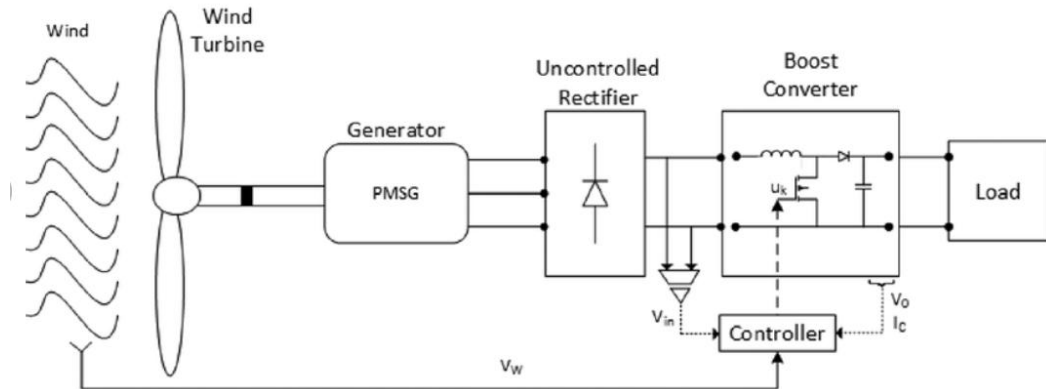 Wind
Wind
Turbine
Uncontrolled
Rectifier
Boost
Converter
Generator
PMSG
uk
Load
Vin
Controller
Vo
Ic
Vw